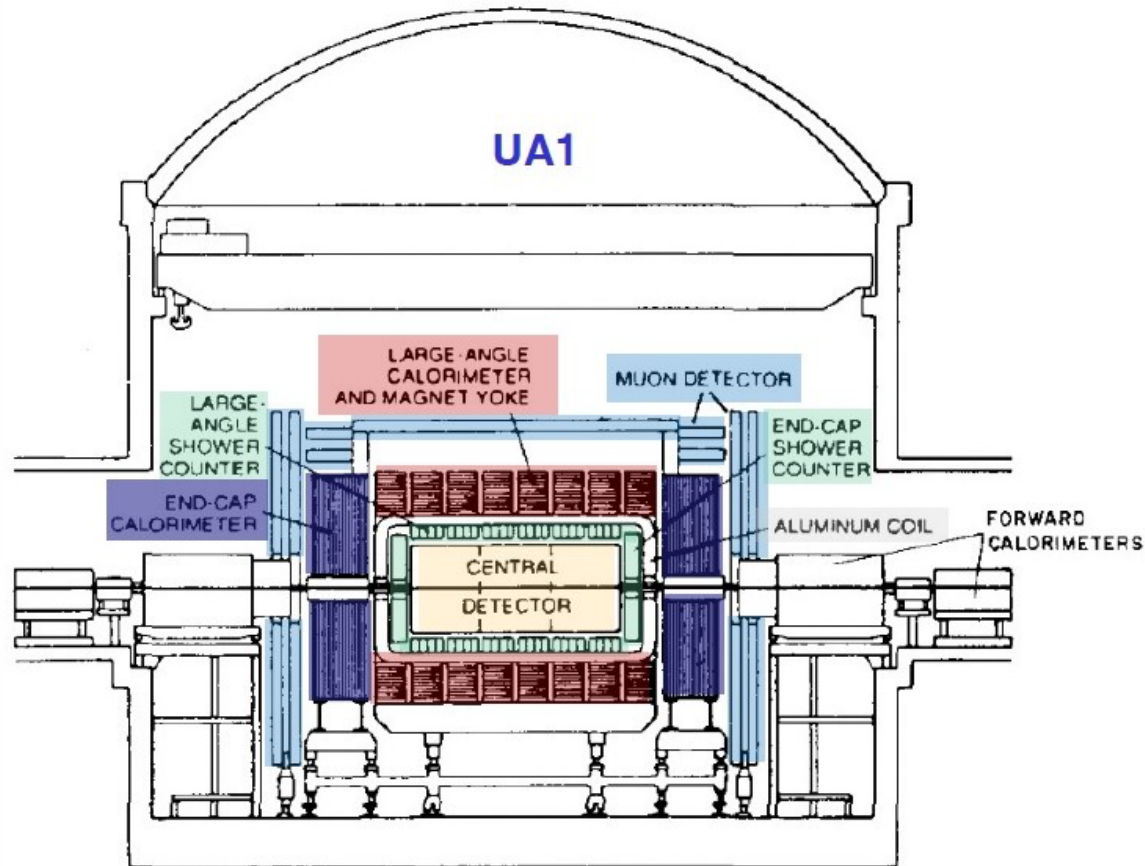 UA1
LARGE-ANGLE
CALORIMETER
AND MAGNET YOKE
MUON DETECTOR
LARGE-
ANGLE
SHOWER
COUNTER
END-CAP
SHOWER
COUNTER
END-CAP
CALORIMETER
ALUMINUM COIL
FORWARD
CALORIMETERS
CENTRAL
DETECTOR